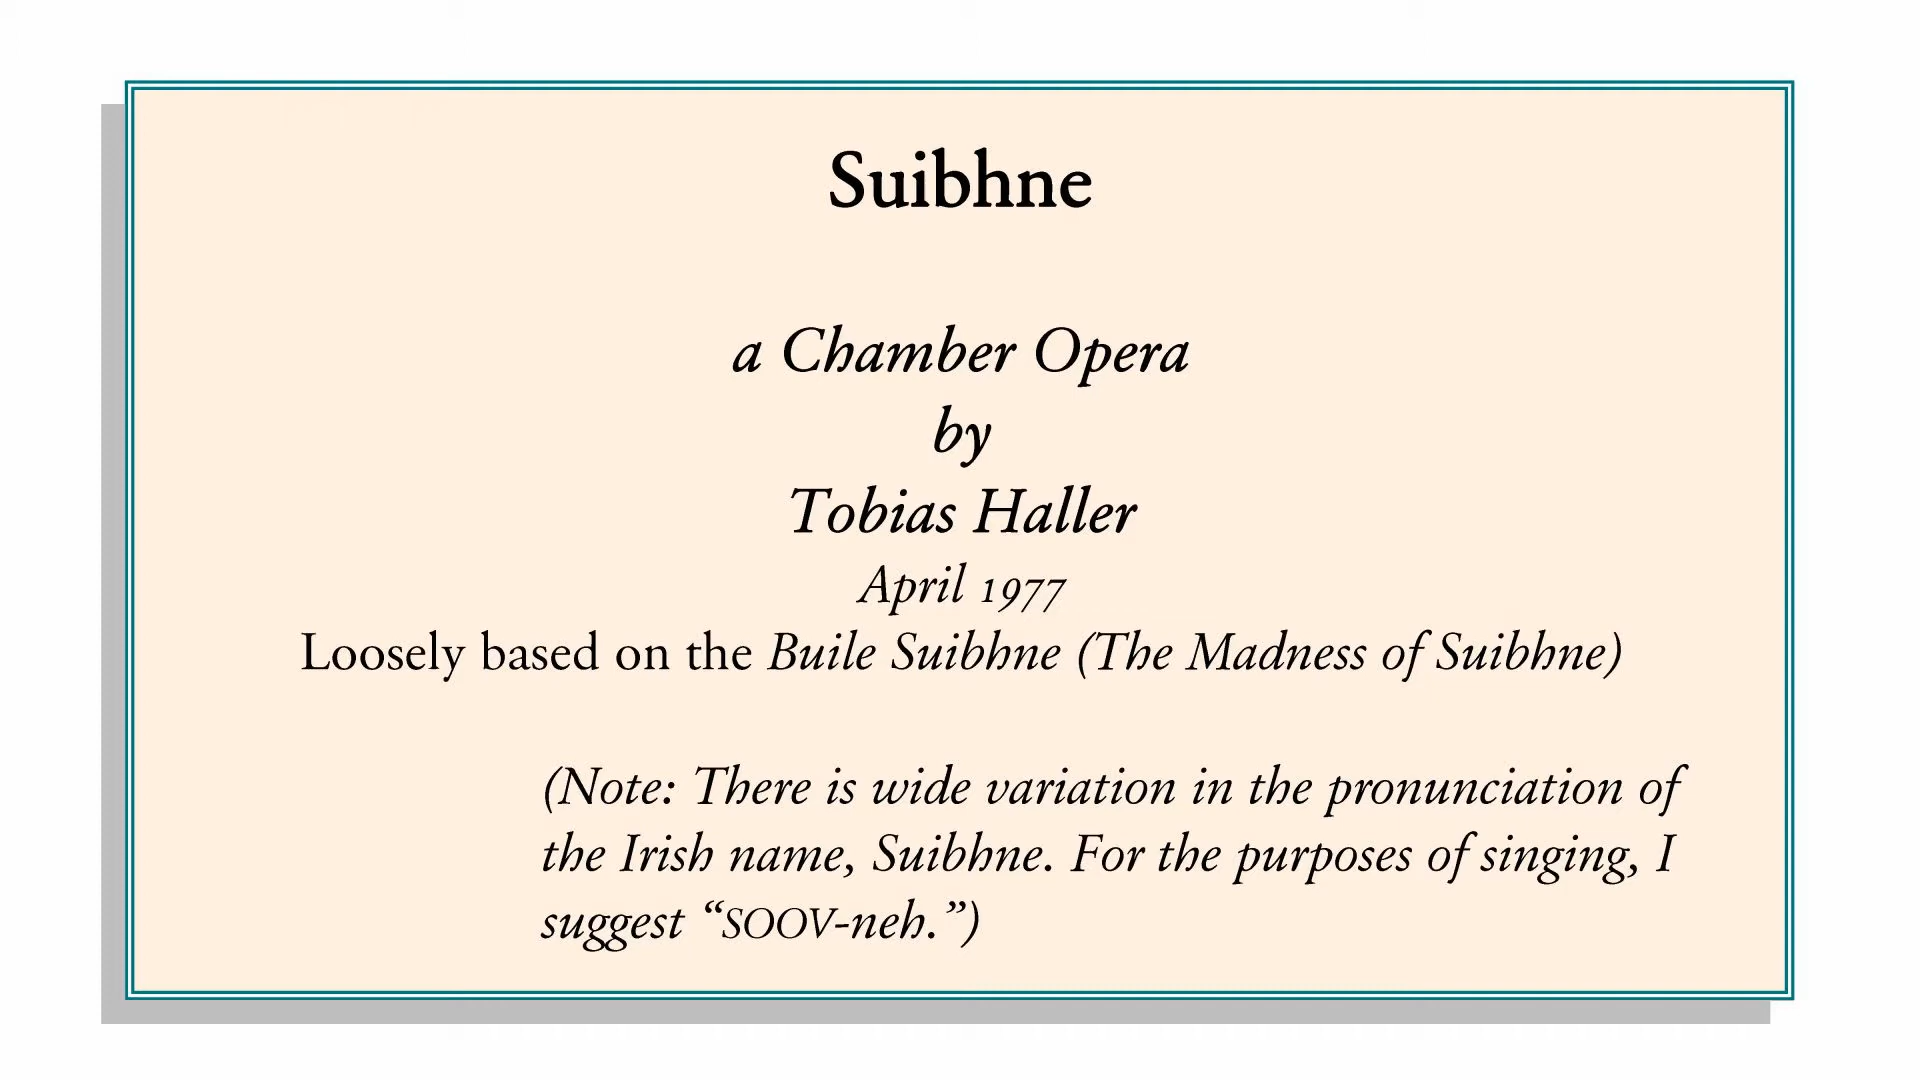 Suibhne
a Chamber Opera
by
Tobias Haller
April 1977
Loosely based on the Buile Suibhne (The Madness of Suibhne)
(Note: There is wide variation in the pronunciation of
the Irish name, Suibhne. For the purposes of singing, I
suggest “SOOV-neh.”)